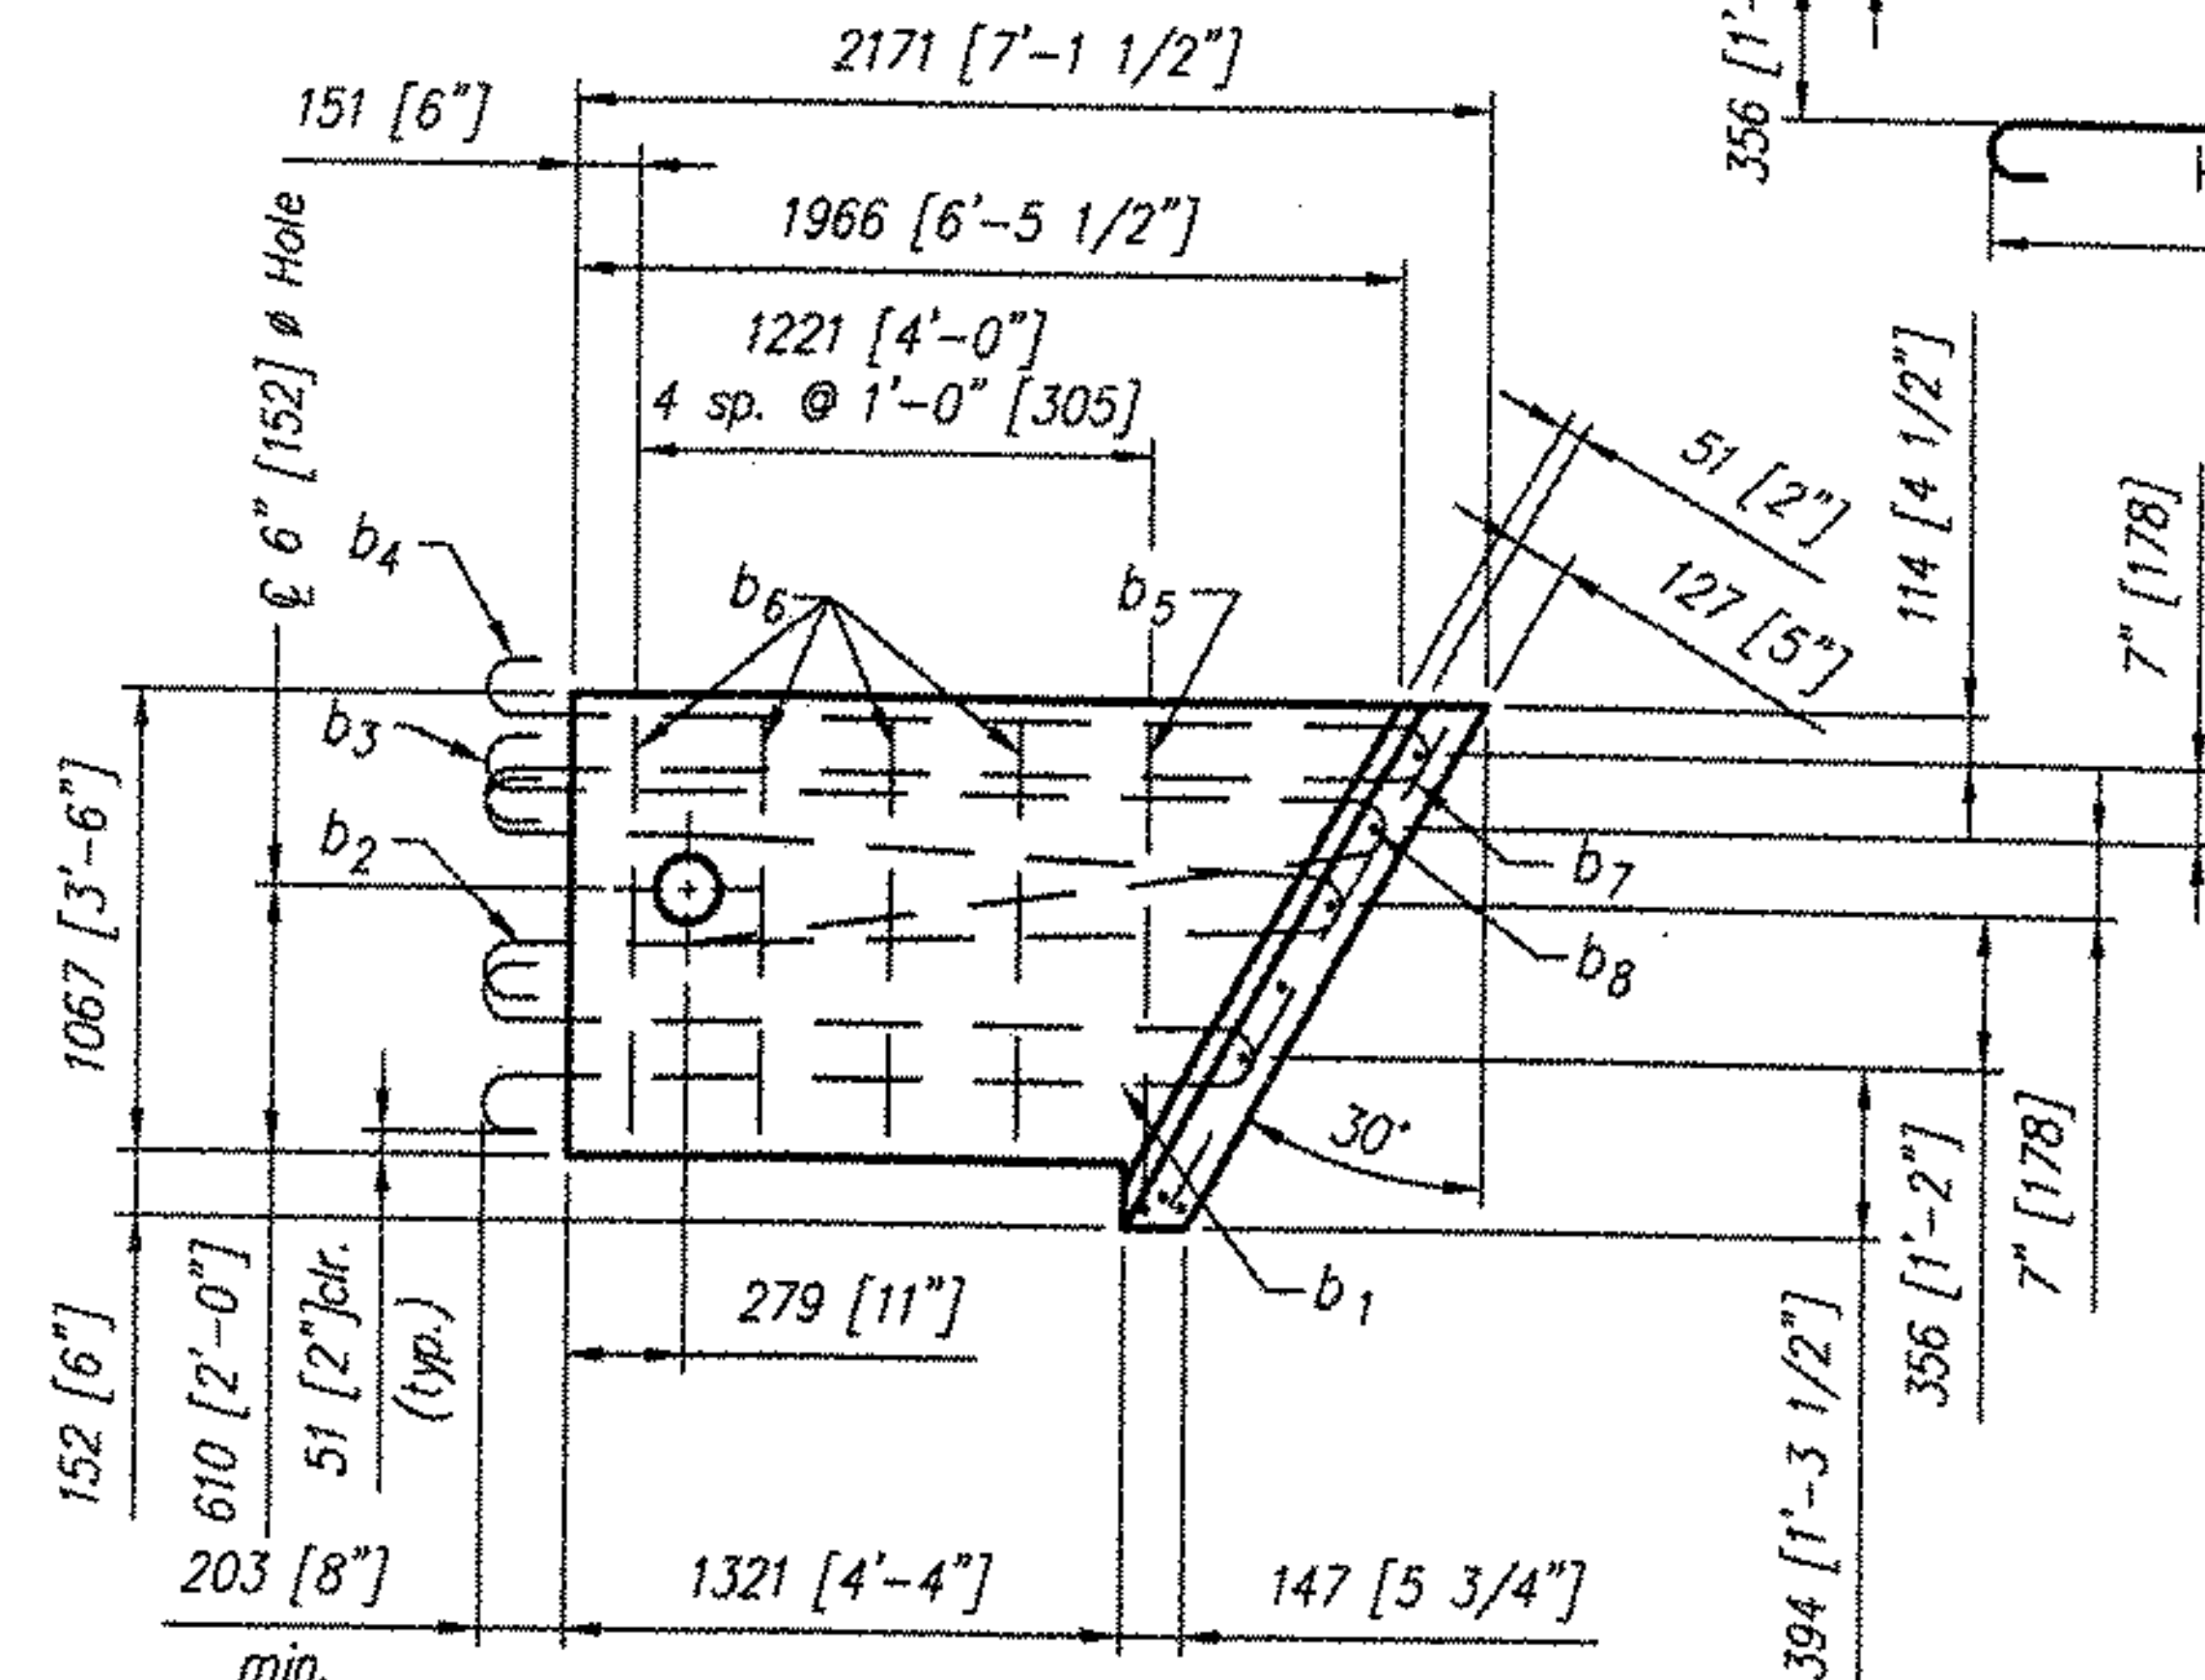 2171 [7'-1 1/2"]
151 [6"]
1966 [6'-5 1/2"]
1221 [4'-0"]
4 sp. @ 1'-0" [305]
℄ 6" [152] ø Hole
356 [1'-
51 [2"]
127 [5"]
114 [4 1/2"]
7" [178]
b4
b6
b5
b3
b2
b7
b8
30°
b1
1067 [3'-6"]
152 [6"]
610 [2'-0"]
51 [2"]clr.
(typ.)
279 [11"]
356 [1'-2"]
7" [178]
394 [1'-3 1/2"]
203 [8"]
min.
1321 [4'-4"]
147 [5 3/4"]